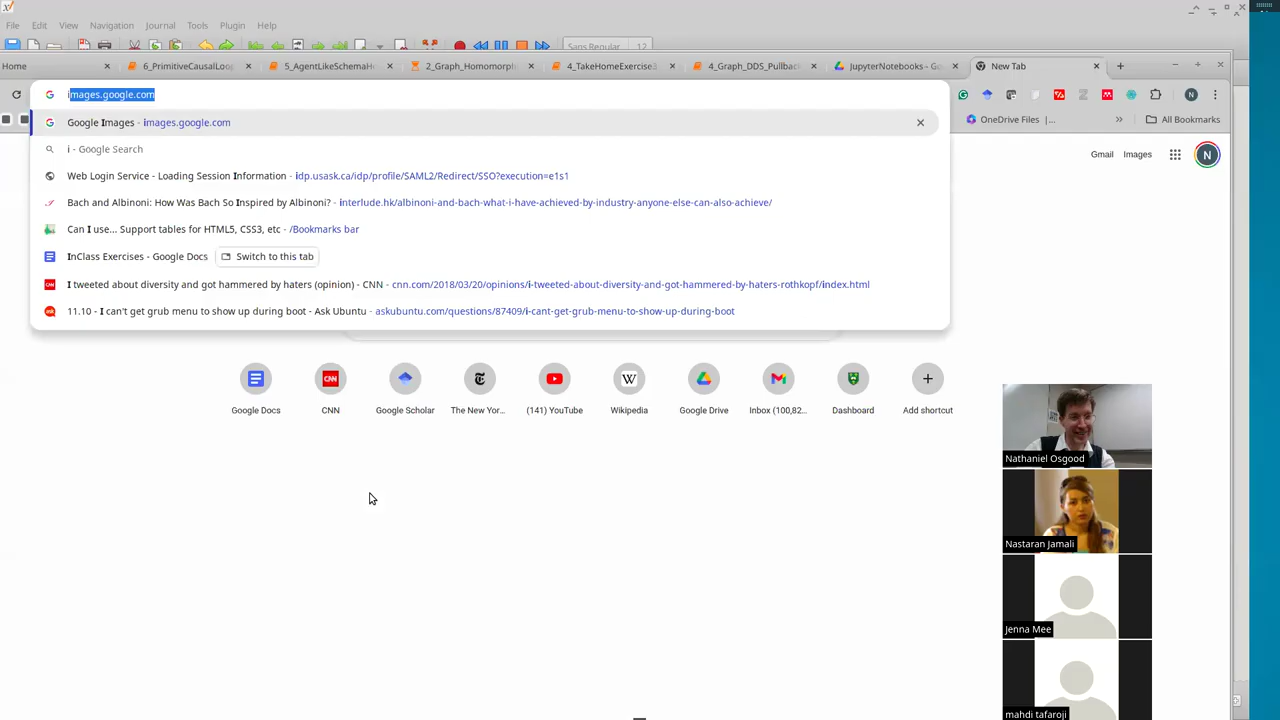 File Edit View Navigation Journal Tools Plugin Help
Sans Regular 12
Home 6_PrimitiveCausalLoop 5_AgentLikeSchemaH 2_Graph_Homomorph 4_TakeHomeExercise 4_Graph_DDS_Pullback JupyterNotebooks - Go New Tab
images.google.com
N
Google Images - images.google.com
OneDrive Files |... » All Bookmarks
i - Google Search
Gmail Images N
Web Login Service - Loading Session Information - idp.usask.ca/idp/profile/SAML2/Redirect/SSO?execution=e1s1
Bach and Albinoni: How Was Bach So Inspired by Albinoni? - interlude.hk/albinoni-and-bach-what-i-have-achieved-by-industry-anyone-else-can-also-achieve/
Can I use... Support tables for HTML5, CSS3, etc - /Bookmarks bar
InClass Exercises - Google Docs Switch to this tab
CNN I tweeted about diversity and got hammered by haters (opinion) - CNN - cnn.com/2018/03/20/opinions/i-tweeted-about-diversity-and-got-hammered-by-haters-rothkopf/index.html
11.10 - I can't get grub menu to show up during boot - Ask Ubuntu - askubuntu.com/questions/87409/i-cant-get-grub-menu-to-show-up-during-boot
CNN T W
Google Docs CNN Google Scholar The New Yor... (141) YouTube Wikipedia Google Drive Inbox (100,82... Dashboard Add shortcut
Nathaniel Osgood
Nastaran Jamali
Jenna Mee
mahdi tafaroji